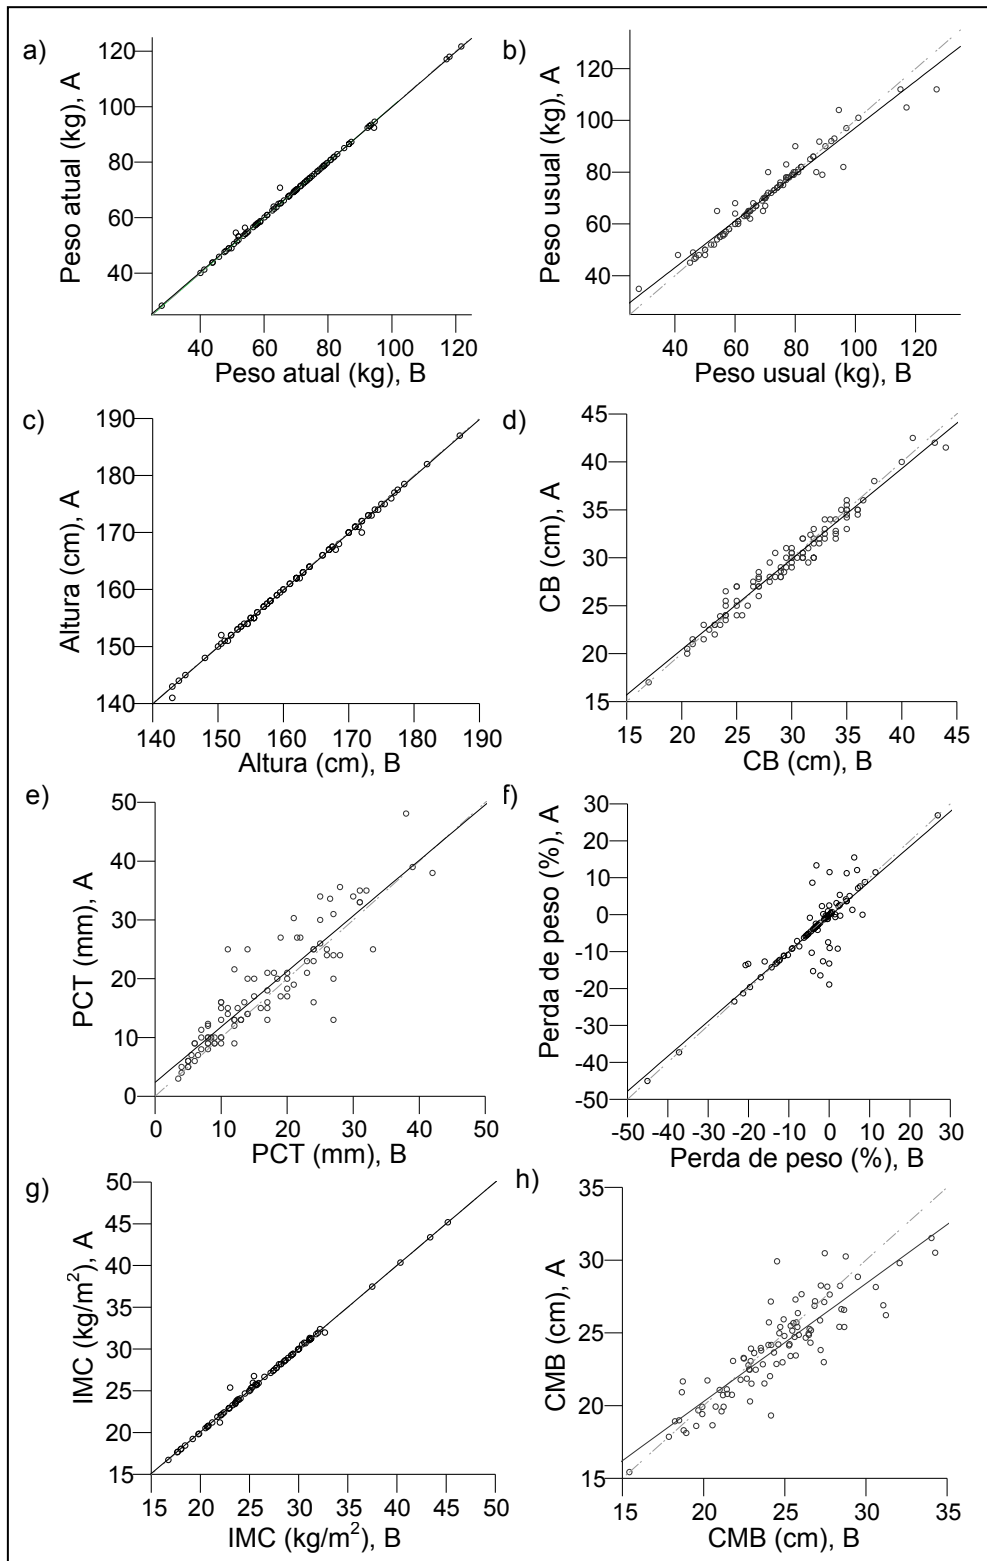 a)
Peso atual (kg), A
120
100
80
60
40
40 60 80 100 120
Peso atual (kg), B
b)
Peso usual (kg), A
120
100
80
60
40
40 60 80 100 120
Peso usual (kg), B
c)
Altura (cm), A
190
180
170
160
150
140
140 150 160 170 180 190
Altura (cm), B
d)
CB (cm), A
45
40
35
30
25
20
15
15 20 25 30 35 40 45
CB (cm), B
e)
PCT (mm), A
50
40
30
20
10
0
0 10 20 30 40 50
PCT (mm), B
f)
Perda de peso (%), A
30
20
10
0
-10
-20
-30
-40
-50
-50 -40 -30 -20 -10 0 10 20 30
Perda de peso (%), B
g)
IMC (kg/m²), A
50
45
40
35
30
25
20
15
15 20 25 30 35 40 45 50
IMC (kg/m²), B
h)
CMB (cm), A
35
30
25
20
15
15 20 25 30 35
CMB (cm), B